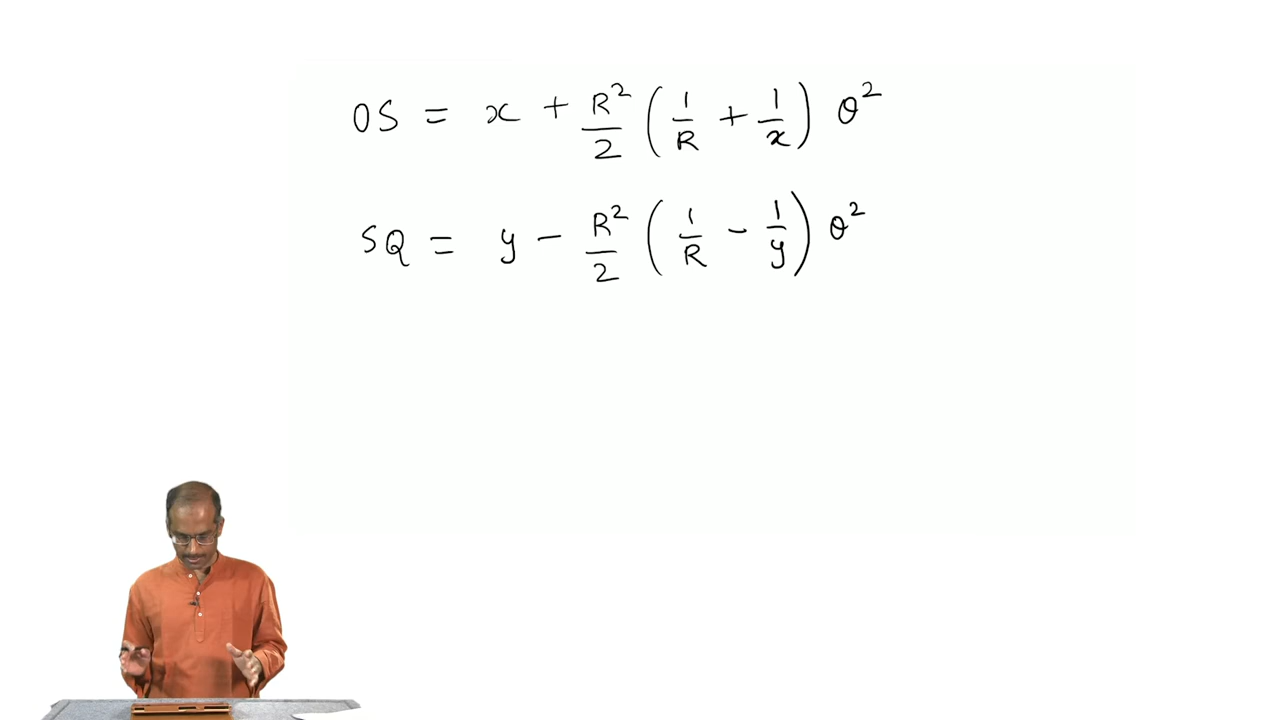 OS = x + R²/2 (1/R + 1/x) θ²
SQ = y - R²/2 (1/R - 1/y) θ²